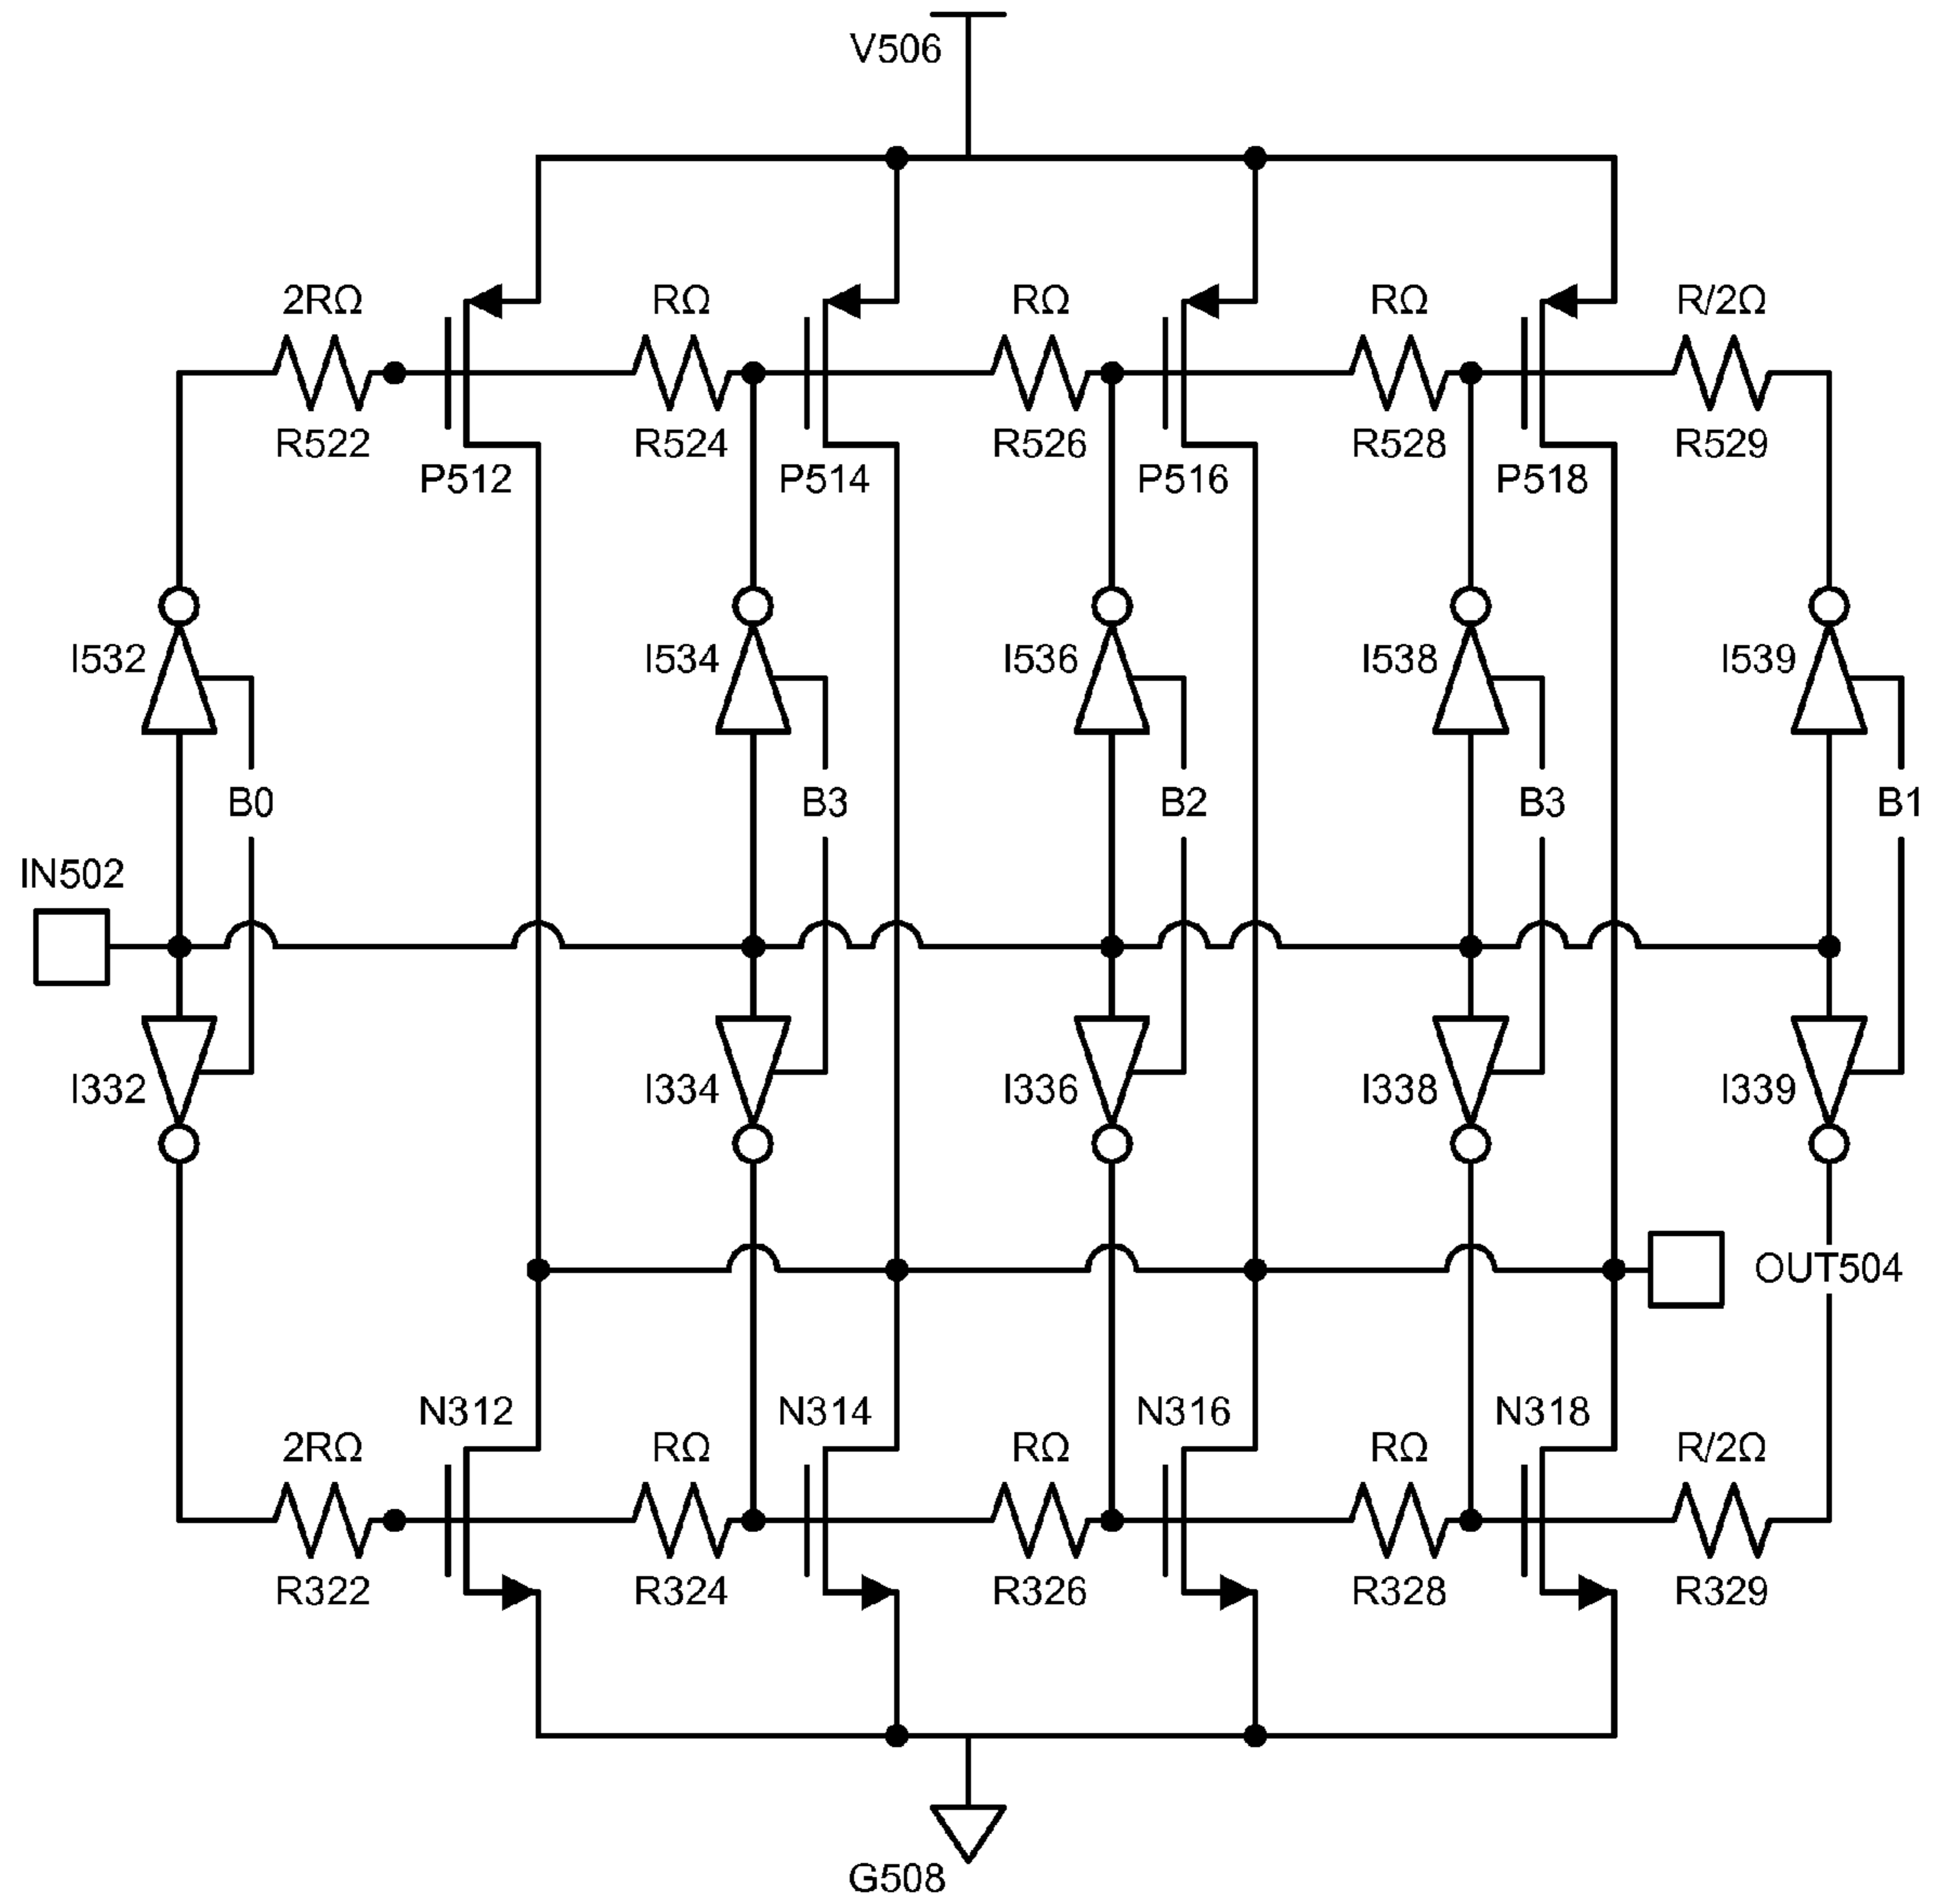 V506
2RΩ
RΩ
RΩ
RΩ
R/2Ω
R522
R524
R526
R528
R529
P512
P514
P516
P518
I532
I534
I536
I538
I539
B0
B3
B2
B3
B1
IN502
I332
I334
I336
I338
I339
OUT504
N312
N314
N316
N318
2RΩ
RΩ
RΩ
RΩ
R/2Ω
R322
R324
R326
R328
R329
G508